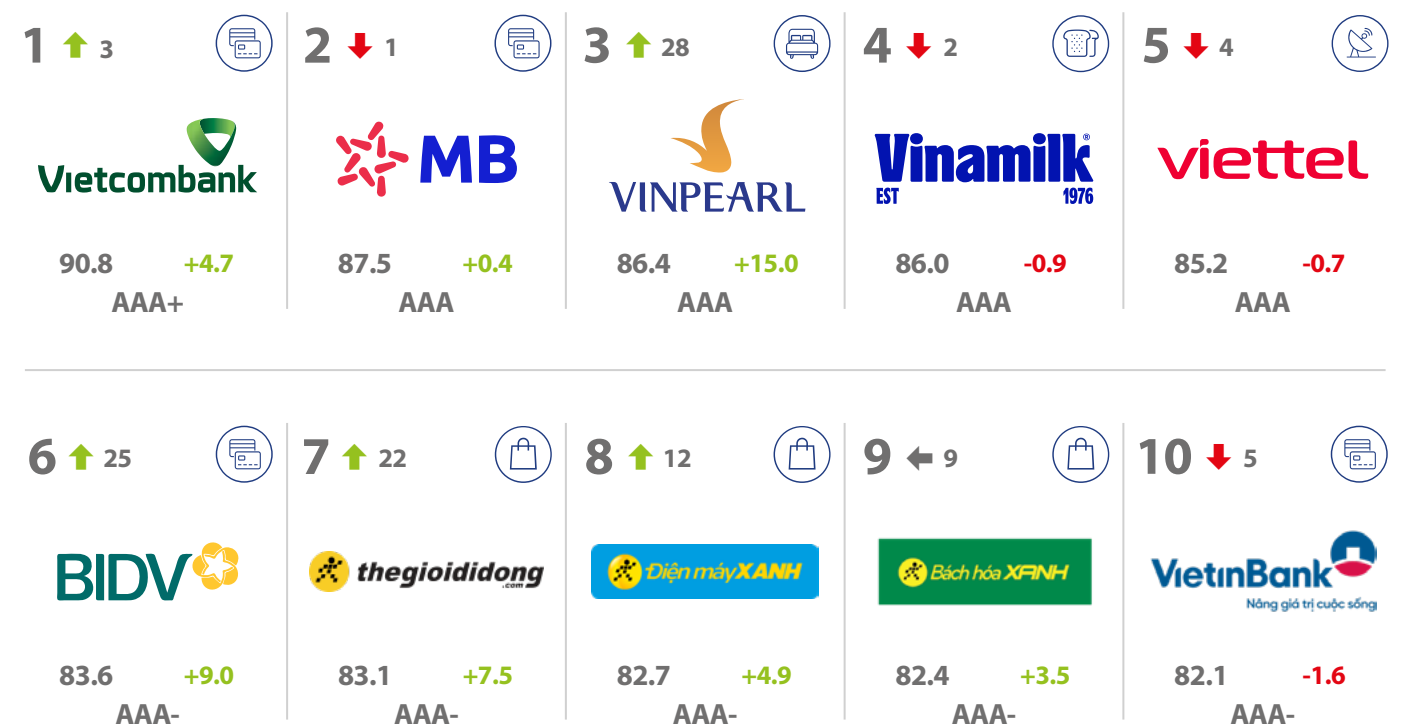 1 3
Vietcombank
90.8 +4.7
AAA+
2 1
MB
87.5 +0.4
AAA
3 28
VINPEARL
86.4 +15.0
AAA
4 2
Vinamilk®
EST 1976
86.0 -0.9
AAA
5 4
viettel
85.2 -0.7
AAA
6 25
BIDV
83.6 +9.0
AAA-
7 22
thegioididong
.com
83.1 +7.5
AAA-
8 12
Điện máyXANH
82.7 +4.9
AAA-
9 9
Bách hóa XANH
82.4 +3.5
AAA-
10 5
VietinBank
Nâng giá trị cuộc sống
82.1 -1.6
AAA-